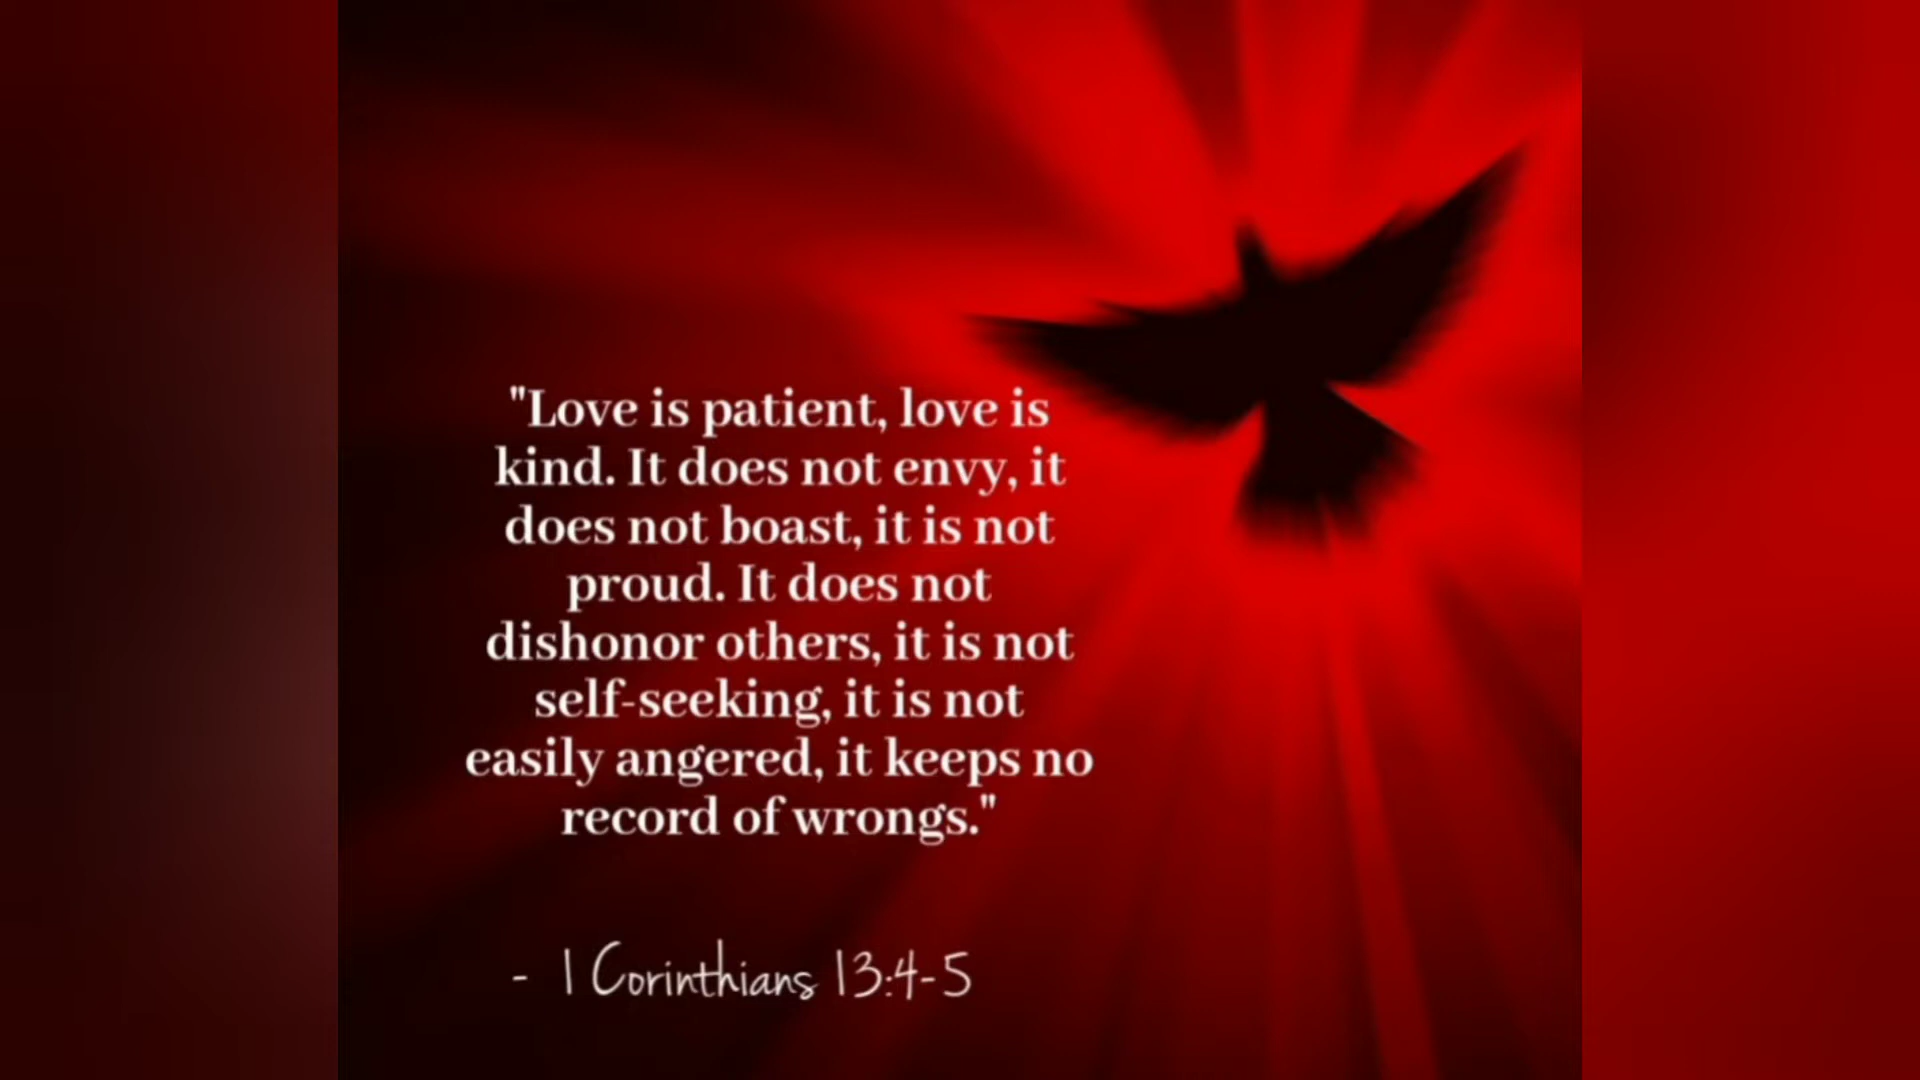 "Love is patient, love is
kind. It does not envy, it
does not boast, it is not
proud. It does not
dishonor others, it is not
self-seeking, it is not
easily angered, it keeps no
record of wrongs."
- 1 Corinthians 13:4-5